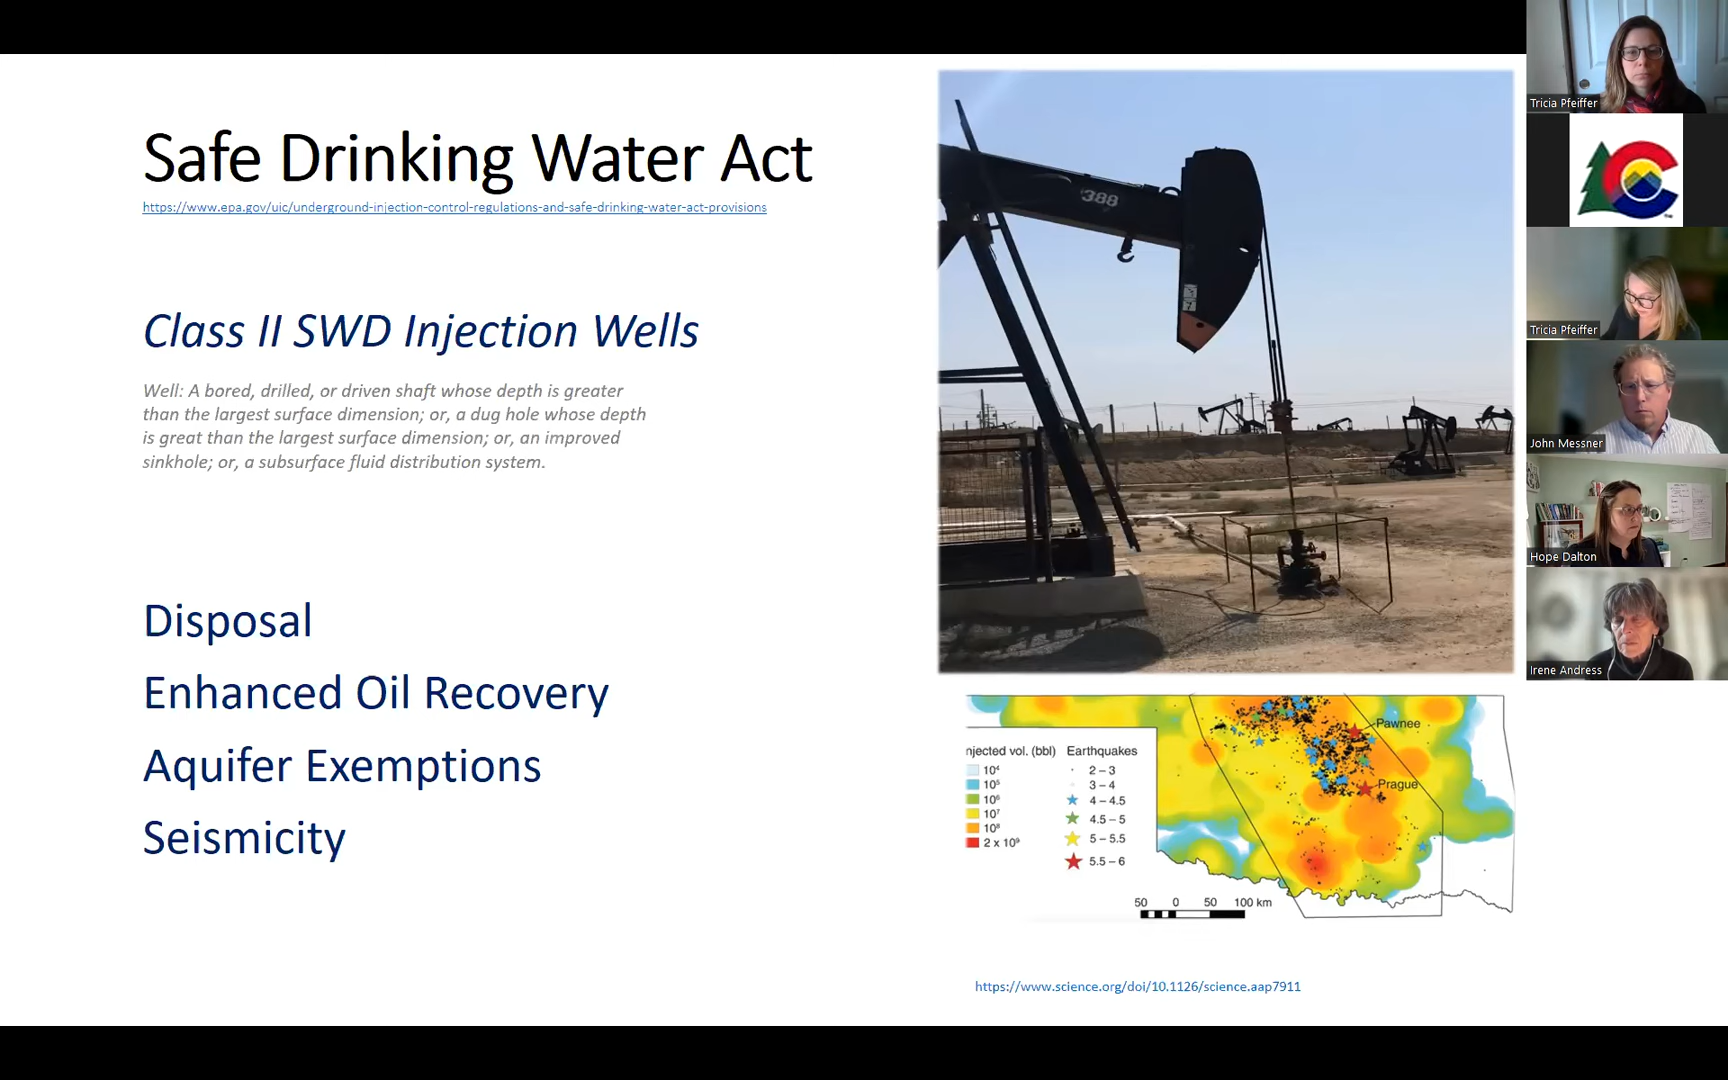 Safe Drinking Water Act
https://www.epa.gov/uic/underground-injection-control-regulations-and-safe-drinking-water-act-provisions
Class II SWD Injection Wells
Well: A bored, drilled, or driven shaft whose depth is greater
than the largest surface dimension; or, a dug hole whose depth
is great than the largest surface dimension; or, an improved
sinkhole; or, a subsurface fluid distribution system.
Disposal
Enhanced Oil Recovery
Aquifer Exemptions
Seismicity
388
Pawnee
Prague
njected vol. (bbl)
10⁴
10⁵
10⁶
10⁷
10⁸
2 x 10⁹
Earthquakes
2 – 3
3 – 4
4 – 4.5
4.5 – 5
5 – 5.5
5.5 – 6
50 0 50 100 km
https://www.science.org/doi/10.1126/science.aap7911
Tricia Pfeiffer
Tricia Pfeiffer
John Messner
Hope Dalton
Irene Andress